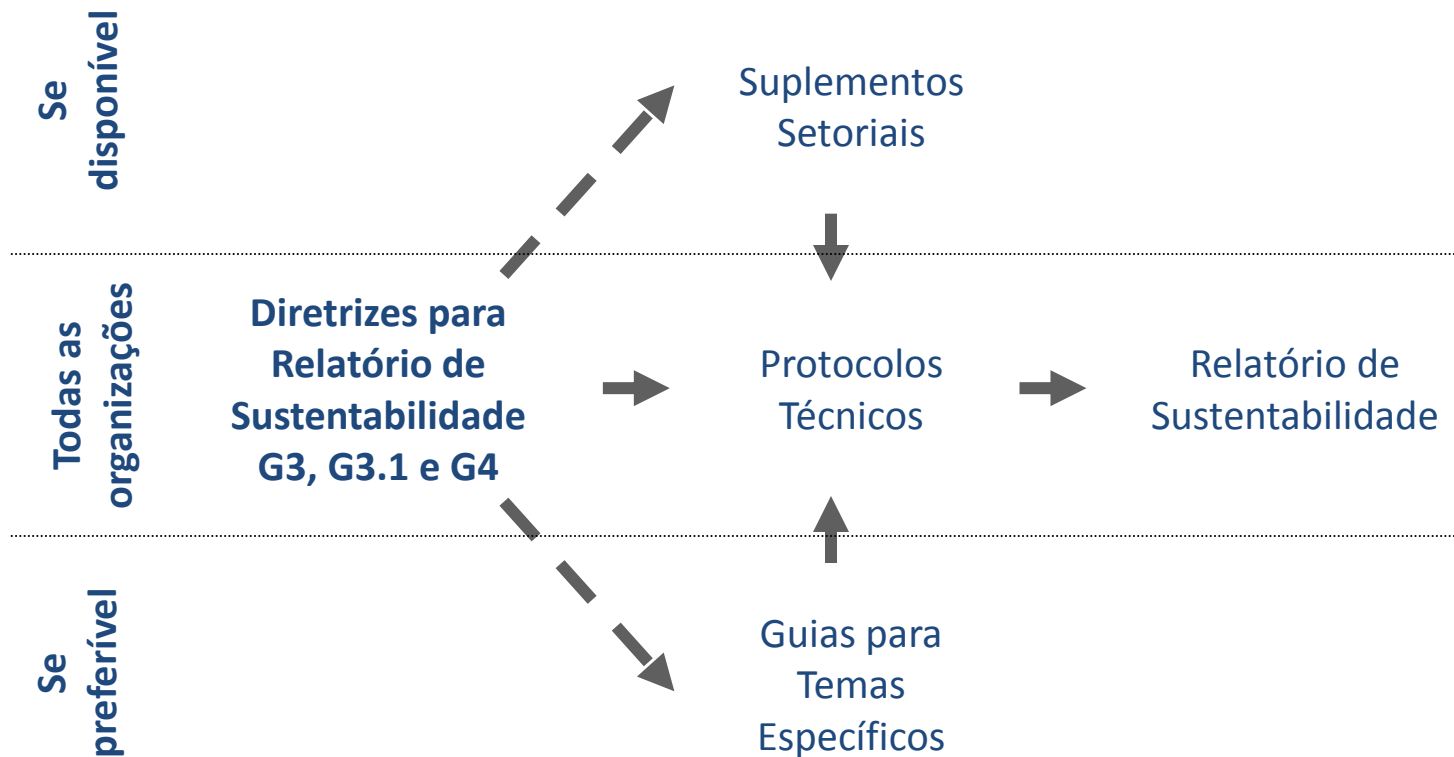 Se
disponível
Suplementos
Setoriais
Todas as
organizações
Diretrizes para
Relatório de
Sustentabilidade
G3, G3.1 e G4
Protocolos
Técnicos
Relatório de
Sustentabilidade
Se
preferível
Guias para
Temas
Específicos